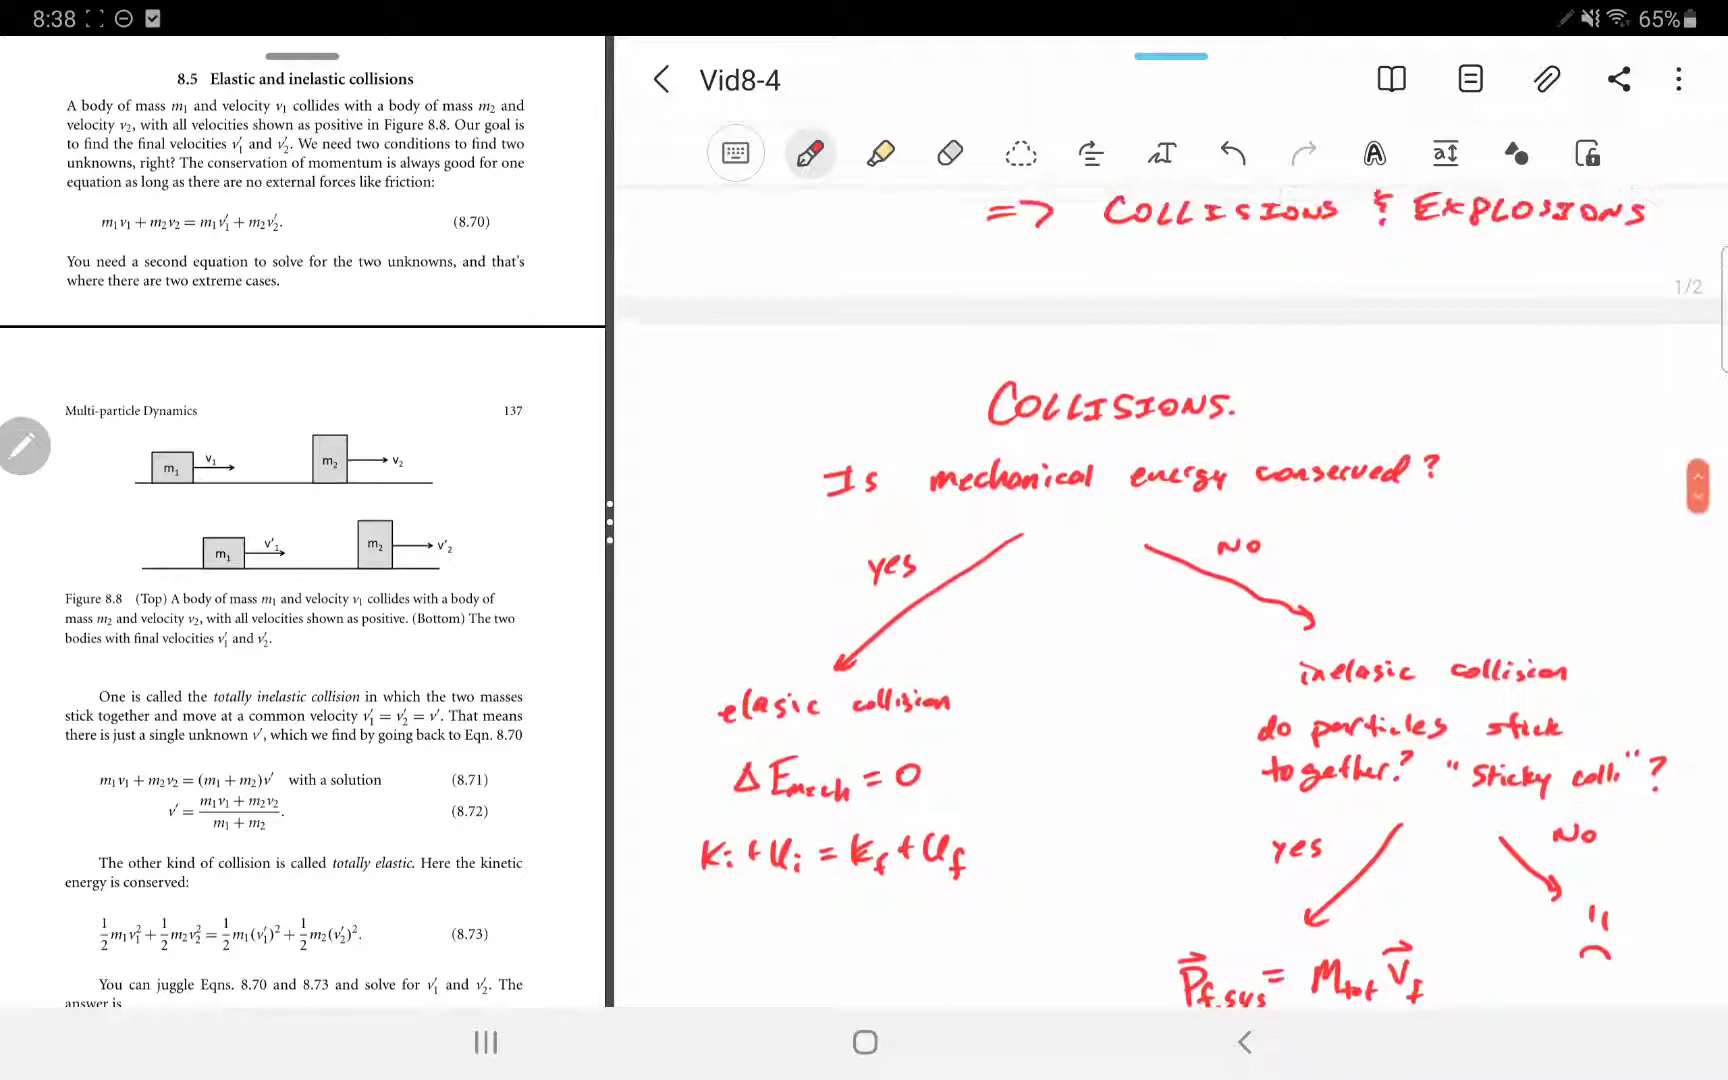 8:38
65%
8.5 Elastic and inelastic collisions
A body of mass m₁ and velocity v₁ collides with a body of mass m₂ and
velocity v₂, with all velocities shown as positive in Figure 8.8. Our goal is
to find the final velocities v′₁ and v′₂. We need two conditions to find two
unknowns, right? The conservation of momentum is always good for one
equation as long as there are no external forces like friction:
m₁v₁ + m₂v₂ = m₁v′₁ + m₂v′₂. (8.70)
You need a second equation to solve for the two unknowns, and that's
where there are two extreme cases.
Multi-particle Dynamics 137
m₁ v₁ m₂ v₂
m₁ v'₁ m₂ v'₂
Figure 8.8 (Top) A body of mass m₁ and velocity v₁ collides with a body of
mass m₂ and velocity v₂, with all velocities shown as positive. (Bottom) The two
bodies with final velocities v′₁ and v′₂.
One is called the totally inelastic collision in which the two masses
stick together and move at a common velocity v′₁ = v′₂ = v′. That means
there is just a single unknown v′, which we find by going back to Eqn. 8.70
m₁v₁ + m₂v₂ = (m₁ + m₂)v′ with a solution (8.71)
v′ = (m₁v₁ + m₂v₂)/(m₁ + m₂). (8.72)
The other kind of collision is called totally elastic. Here the kinetic
energy is conserved:
1/2 m₁v₁² + 1/2 m₂v₂² = 1/2 m₁(v′₁)² + 1/2 m₂(v′₂)². (8.73)
You can juggle Eqns. 8.70 and 8.73 and solve for v′₁ and v′₂. The
answer is
Vid8-4
=> COLLISIONS & EXPLOSIONS
1/2
COLLISIONS.
Is mechanical energy conserved?
yes
NO
elasic collision
ΔEmech = 0
Ki + Ui = Kf + Uf
inelasic collision
do particles stick
together? "sticky coll." ?
yes
NO
P⃗f,sys = Mtot v⃗f